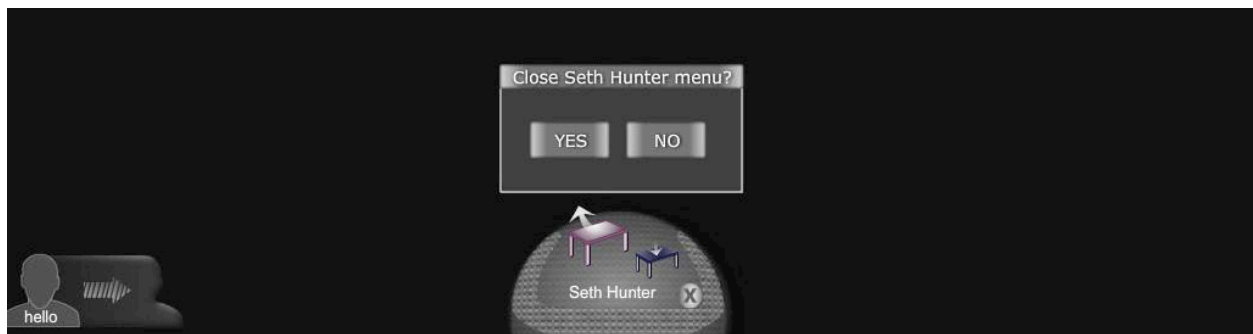 Close Seth Hunter menu?
YES NO
Seth Hunter X
hello